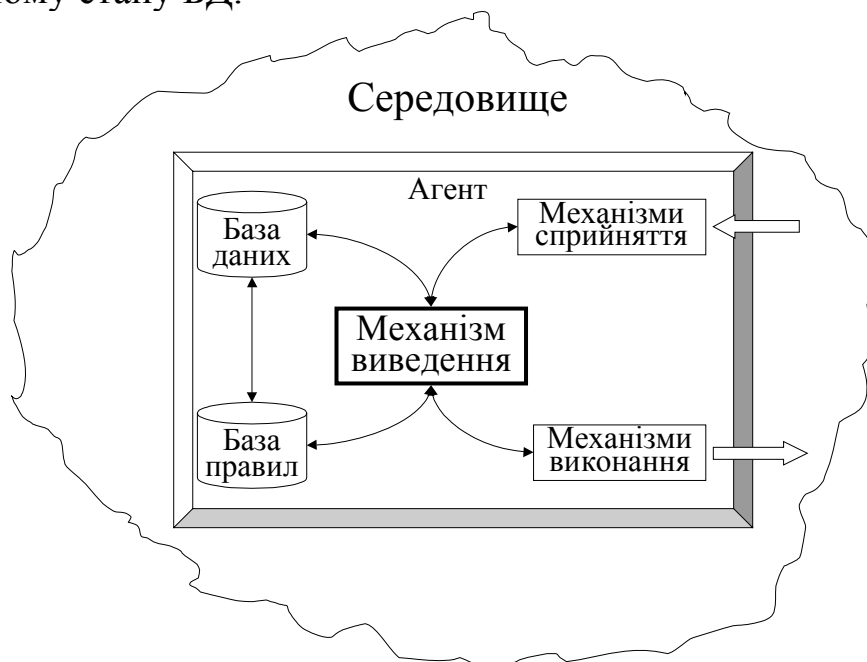 ому стану БД.
Середовище
Агент
База
даних
Механізми
сприйняття
Механізм
виведення
База
правил
Механізми
виконання